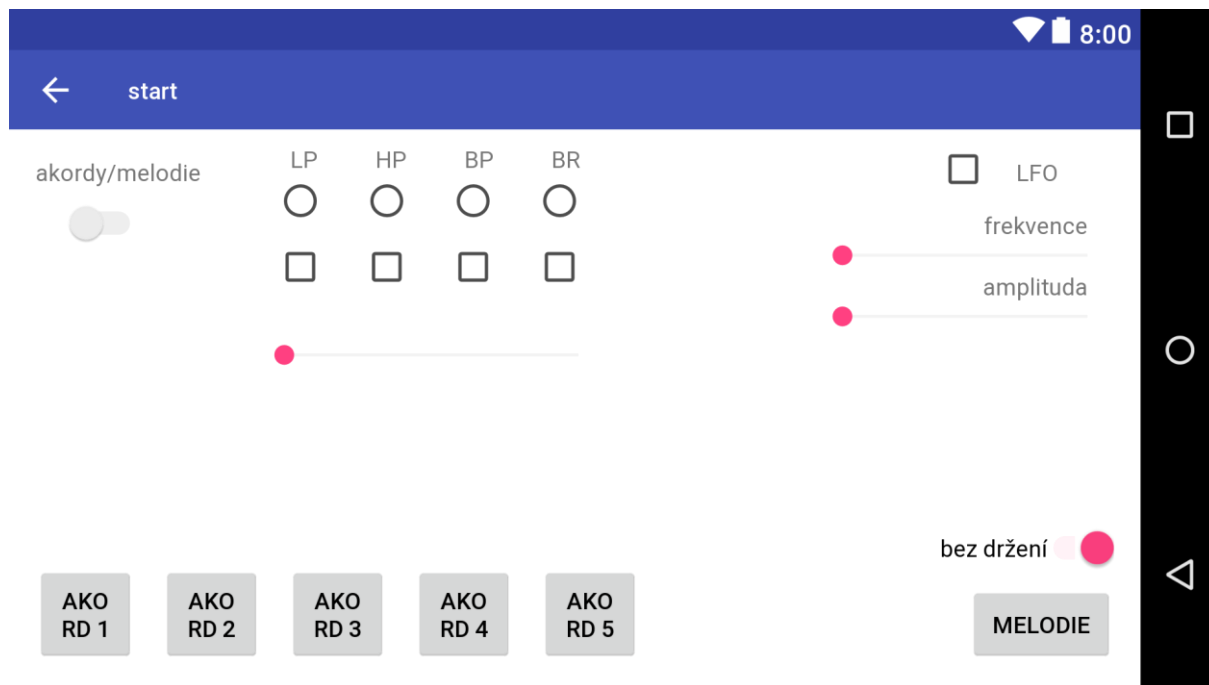 8:00
start
akordy/melodie
LP HP BP BR
LFO
frekvence
amplituda
bez držení
AKO
RD 1
AKO
RD 2
AKO
RD 3
AKO
RD 4
AKO
RD 5
MELODIE